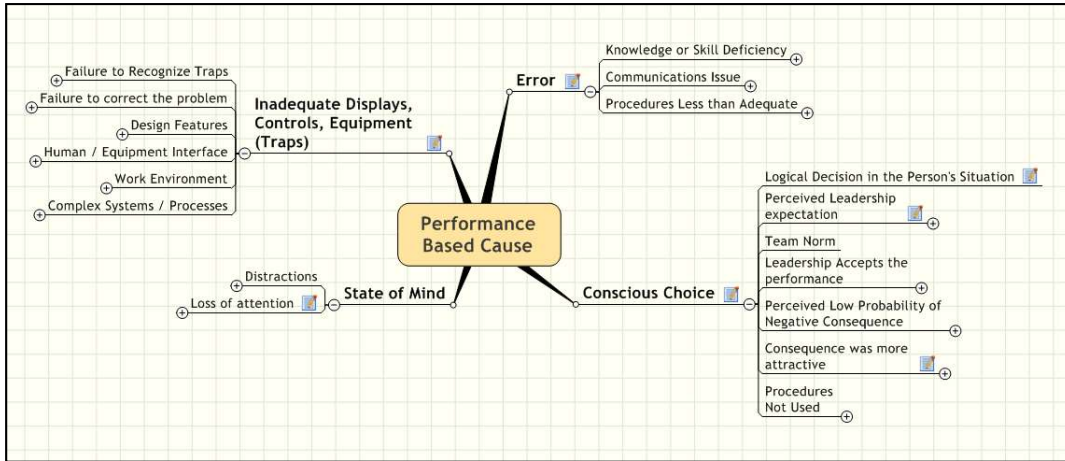 Failure to Recognize Traps
Failure to correct the problem
Design Features
Human / Equipment Interface
Work Environment
Complex Systems / Processes
Inadequate Displays,
Controls, Equipment
(Traps)
Distractions
Loss of attention
State of Mind
Performance
Based Cause
Error
Knowledge or Skill Deficiency
Communications Issue
Procedures Less than Adequate
Conscious Choice
Logical Decision in the Person's Situation
Perceived Leadership
expectation
Team Norm
Leadership Accepts the
performance
Perceived Low Probability of
Negative Consequence
Consequence was more
attractive
Procedures
Not Used